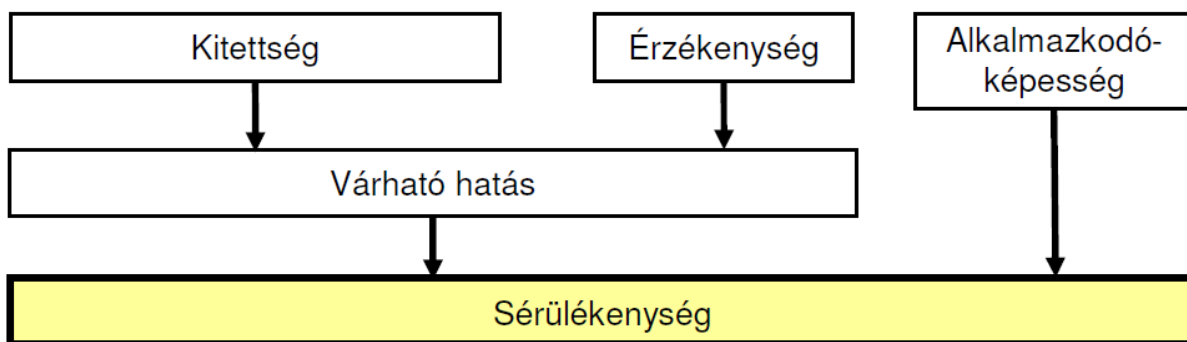 Kitettség
Érzékenység
Alkalmazkodó-
képesség
Várható hatás
Sérülékenység